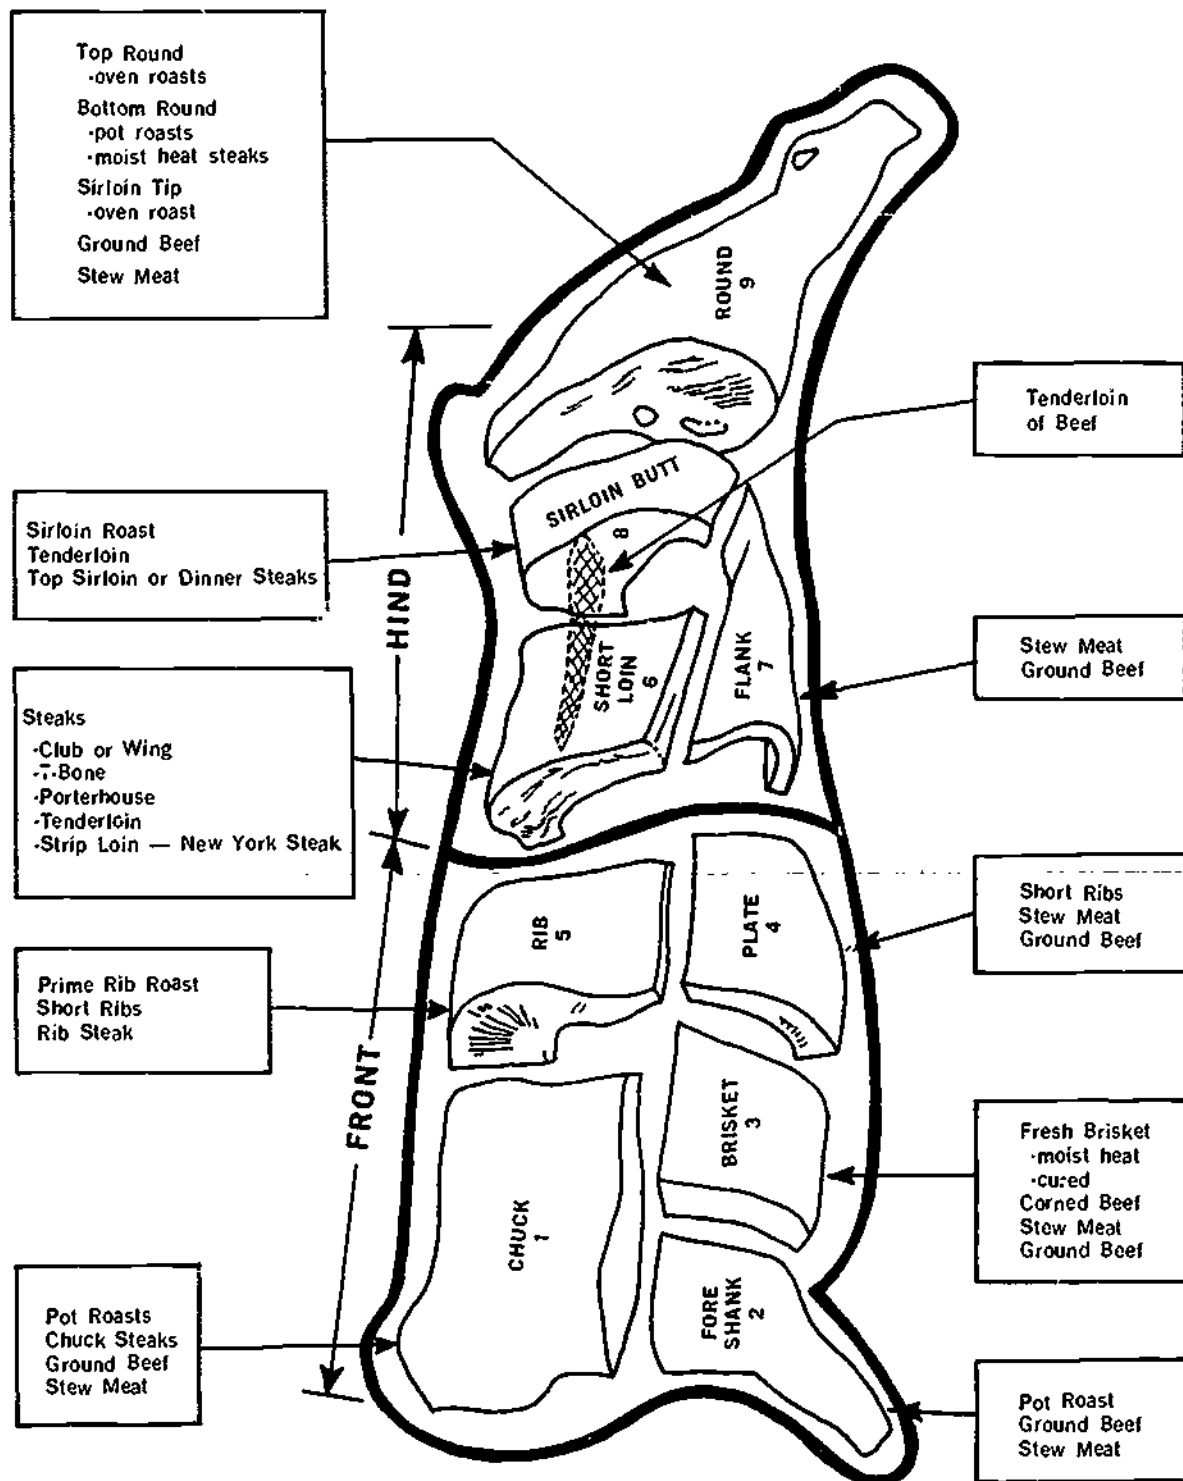 Top Round
·oven roasts
Bottom Round
·pot roasts
·moist heat steaks
Sirloin Tip
·oven roast
Ground Beef
Stew Meat
ROUND
9
Tenderloin
of Beef
SIRLOIN BUTT
8
Sirloin Roast
Tenderloin
Top Sirloin or Dinner Steaks
HIND
SHORT
LOIN
6
FLANK
7
Stew Meat
Ground Beef
Steaks
·Club or Wing
·T-Bone
·Porterhouse
·Tenderloin
·Strip Loin — New York Steak
RIB
5
PLATE
4
Short Ribs
Stew Meat
Ground Beef
Prime Rib Roast
Short Ribs
Rib Steak
FRONT
BRISKET
3
Fresh Brisket
·moist heat
·cured
Corned Beef
Stew Meat
Ground Beef
CHUCK
1
FORE
SHANK
2
Pot Roasts
Chuck Steaks
Ground Beef
Stew Meat
Pot Roast
Ground Beef
Stew Meat